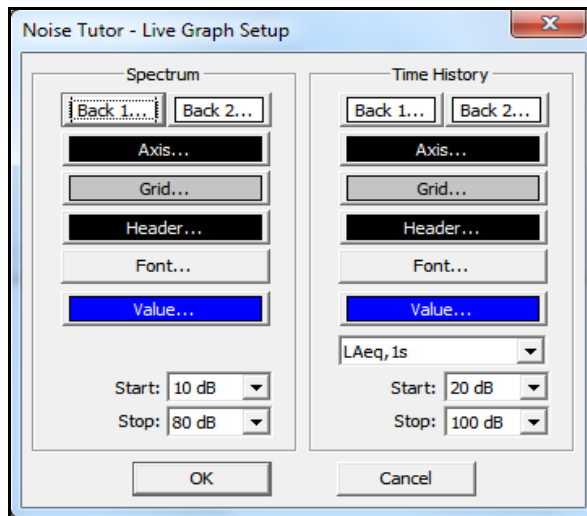 Noise Tutor - Live Graph Setup
Spectrum
Back 1... Back 2...
Axis...
Grid...
Header...
Font...
Value...
Start: 10 dB
Stop: 80 dB
Time History
Back 1... Back 2...
Axis...
Grid...
Header...
Font...
Value...
LAeq,1s
Start: 20 dB
Stop: 100 dB
OK Cancel